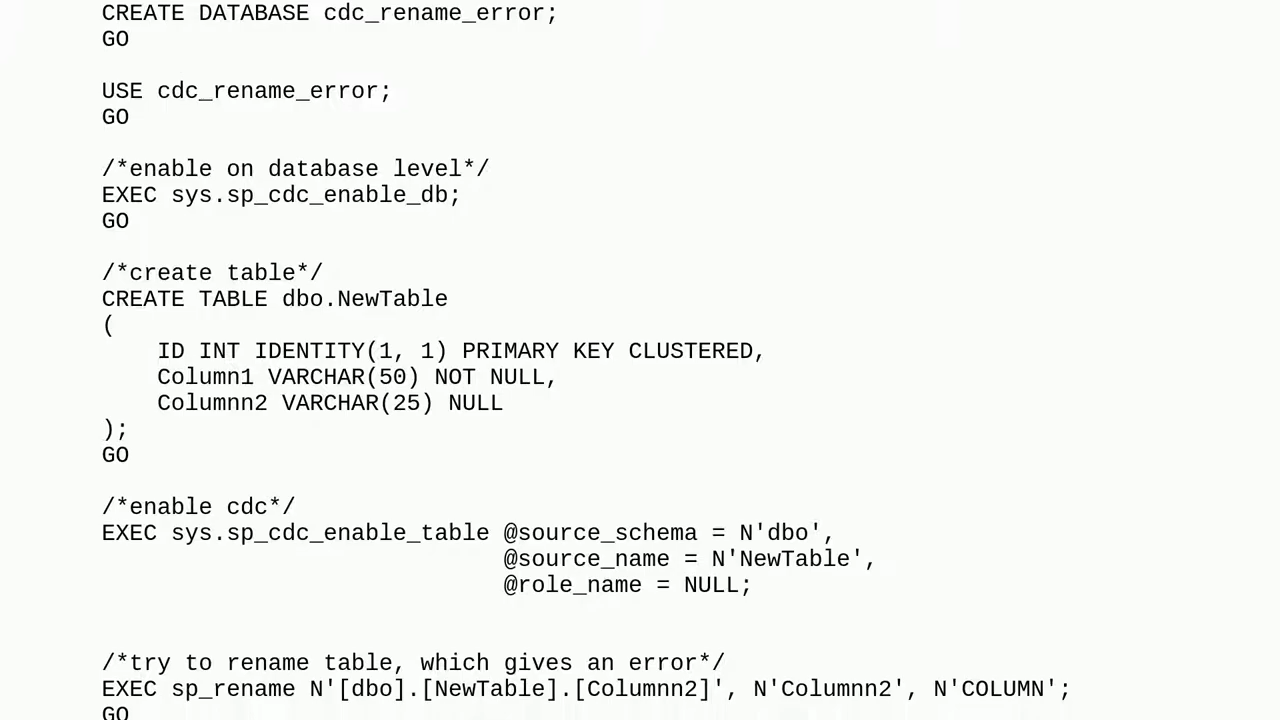 CREATE DATABASE cdc_rename_error;
GO
USE cdc_rename_error;
GO
/*enable on database level*/
EXEC sys.sp_cdc_enable_db;
GO
/*create table*/
CREATE TABLE dbo.NewTable
(
ID INT IDENTITY(1, 1) PRIMARY KEY CLUSTERED,
Column1 VARCHAR(50) NOT NULL,
Columnn2 VARCHAR(25) NULL
);
GO
/*enable cdc*/
EXEC sys.sp_cdc_enable_table @source_schema = N'dbo',
@source_name = N'NewTable',
@role_name = NULL;
/*try to rename table, which gives an error*/
EXEC sp_rename N'[dbo].[NewTable].[Columnn2]', N'Columnn2', N'COLUMN';
GO